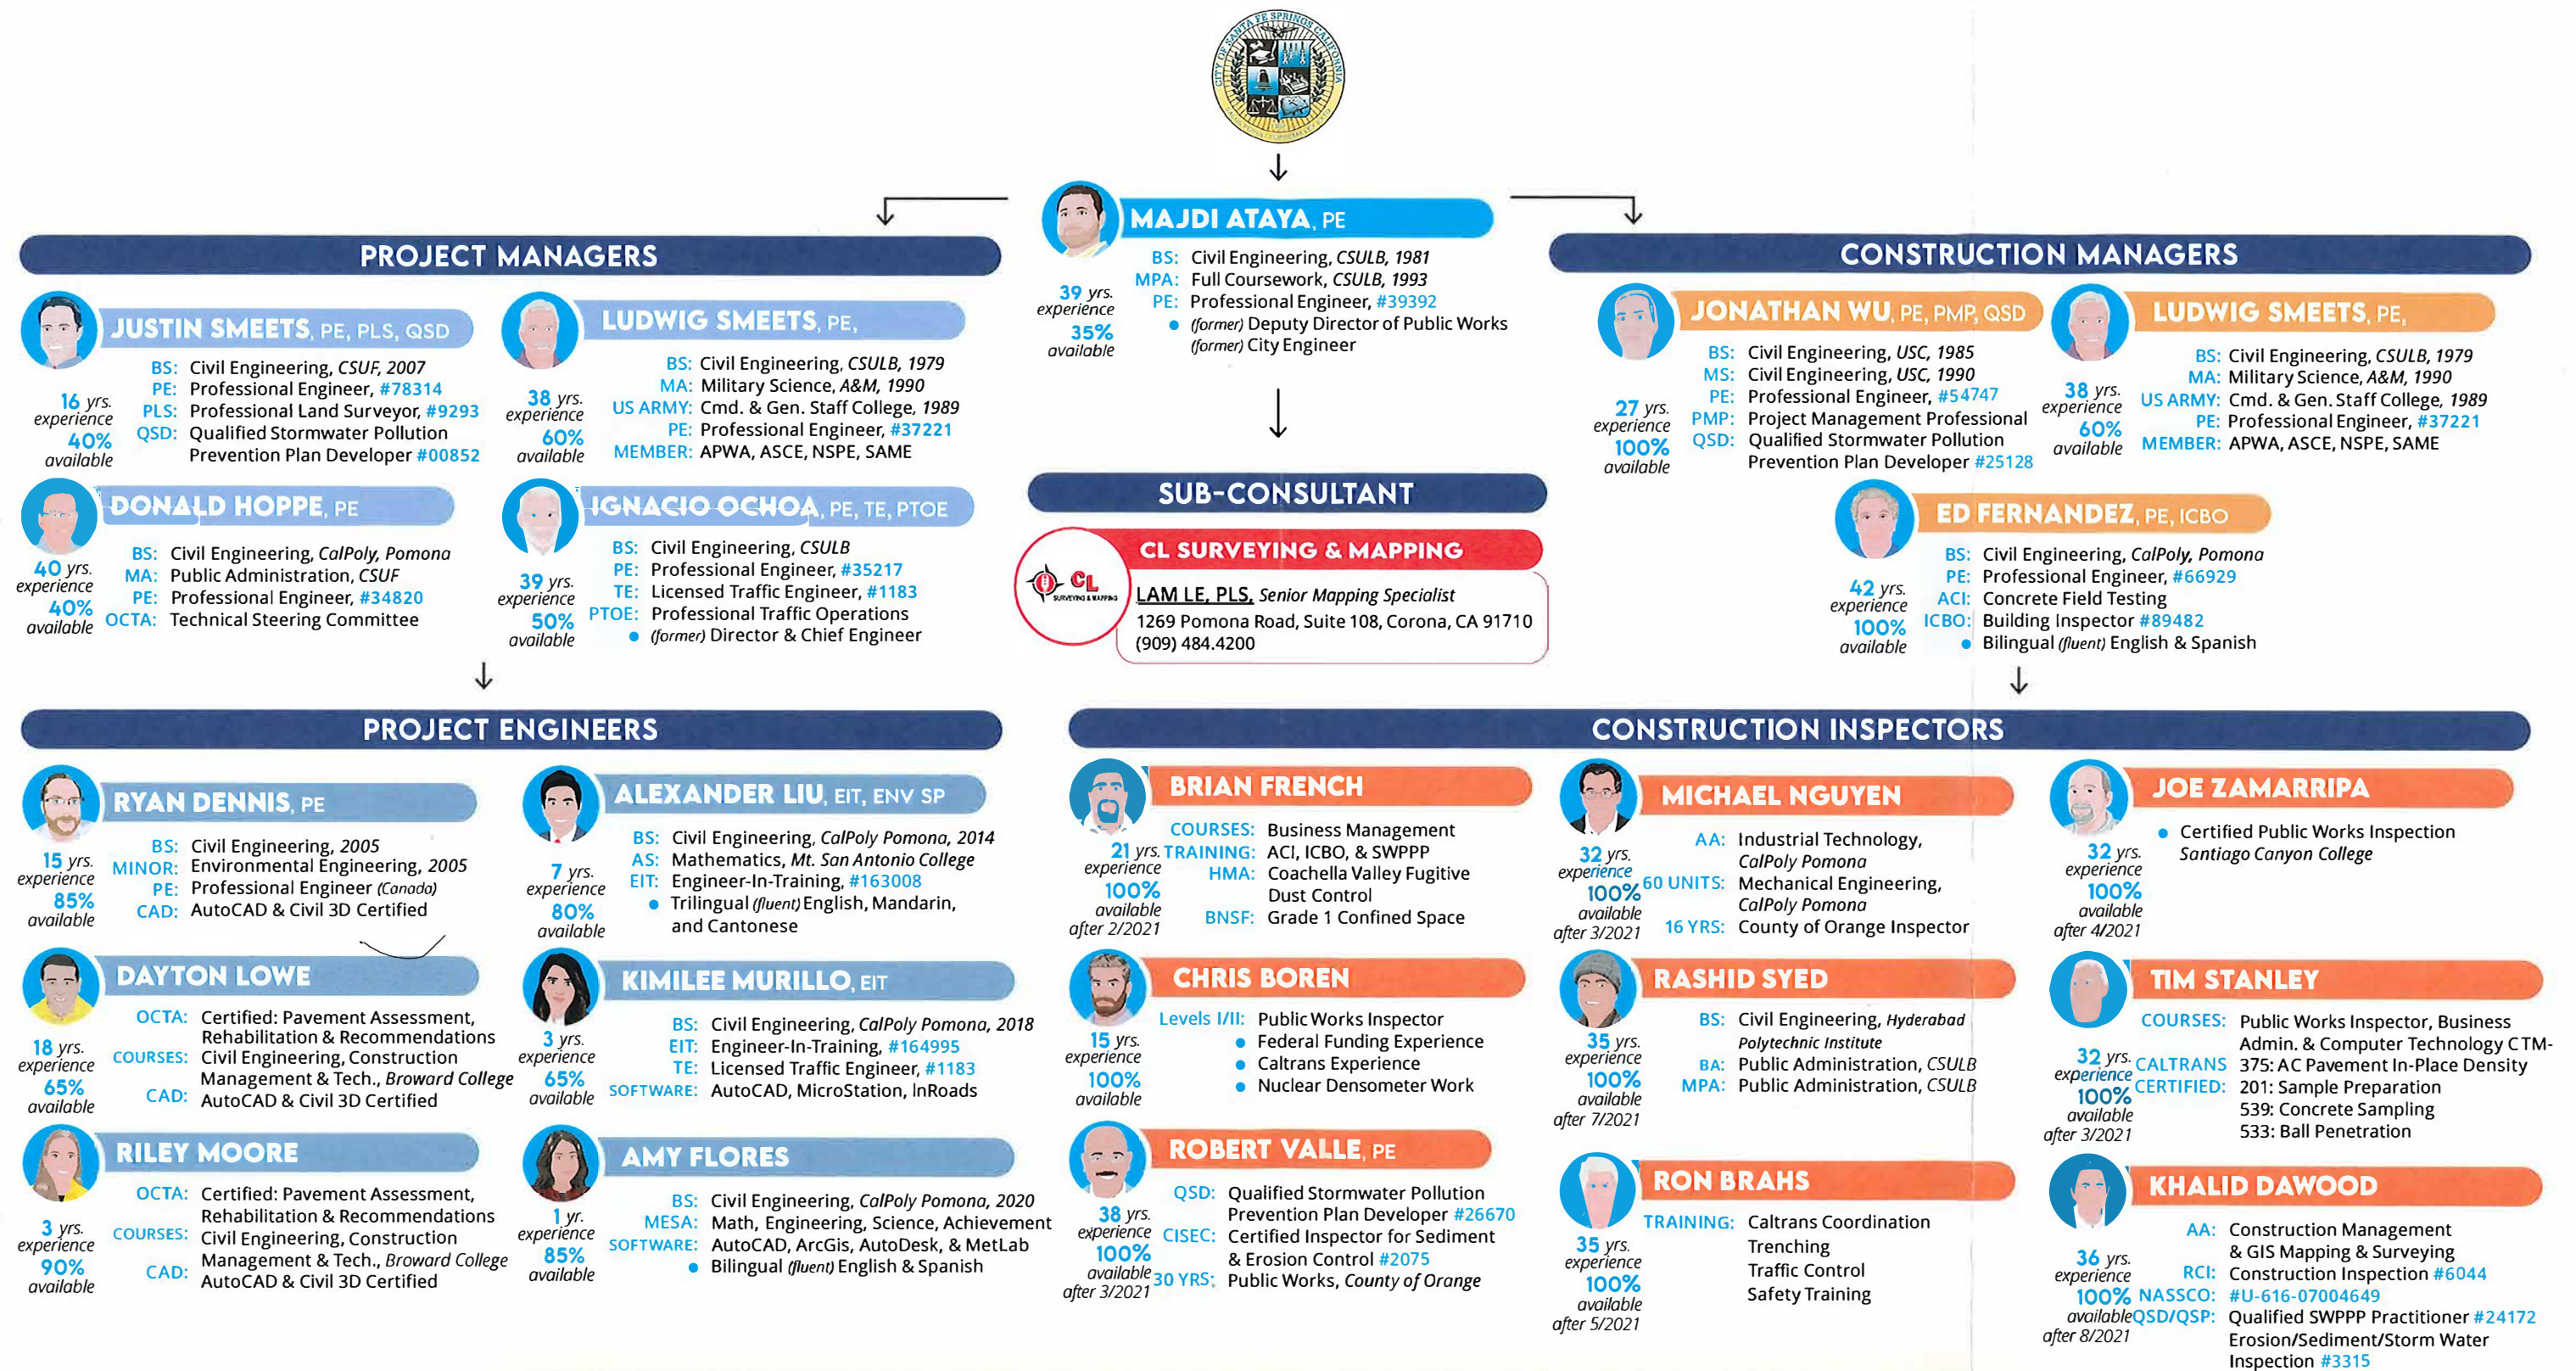 CITY OF SANTA FE SPRINGS CALIFORNIA
MAJDI ATAYA, PE
BS: Civil Engineering, CSULB, 1981
MPA: Full Coursework, CSULB, 1993
PE: Professional Engineer, #39392
• (former) Deputy Director of Public Works
(former) City Engineer
39 yrs.
experience
35%
available
PROJECT MANAGERS
JUSTIN SMEETS, PE, PLS, QSD
BS: Civil Engineering, CSUF, 2007
PE: Professional Engineer, #78314
PLS: Professional Land Surveyor, #9293
QSD: Qualified Stormwater Pollution
Prevention Plan Developer #00852
16 yrs.
experience
40%
available
LUDWIG SMEETS, PE,
BS: Civil Engineering, CSULB, 1979
MA: Military Science, A&M, 1990
US ARMY: Cmd. & Gen. Staff College, 1989
PE: Professional Engineer, #37221
MEMBER: APWA, ASCE, NSPE, SAME
38 yrs.
experience
60%
available
DONALD HOPPE, PE
BS: Civil Engineering, CalPoly, Pomona
MA: Public Administration, CSUF
PE: Professional Engineer, #34820
OCTA: Technical Steering Committee
40 yrs.
experience
40%
available
IGNACIO OCHOA, PE, TE, PTOE
BS: Civil Engineering, CSULB
PE: Professional Engineer, #35217
TE: Licensed Traffic Engineer, #1183
PTOE: Professional Traffic Operations
• (former) Director & Chief Engineer
39 yrs.
experience
50%
available
SUB-CONSULTANT
CL
SURVEYING & MAPPING
CL SURVEYING & MAPPING
LAM LE, PLS, Senior Mapping Specialist
1269 Pomona Road, Suite 108, Corona, CA 91710
(909) 484.4200
CONSTRUCTION MANAGERS
JONATHAN WU, PE, PMP, QSD
BS: Civil Engineering, USC, 1985
MS: Civil Engineering, USC, 1990
PE: Professional Engineer, #54747
PMP: Project Management Professional
QSD: Qualified Stormwater Pollution
Prevention Plan Developer #25128
27 yrs.
experience
100%
available
LUDWIG SMEETS, PE,
BS: Civil Engineering, CSULB, 1979
MA: Military Science, A&M, 1990
US ARMY: Cmd. & Gen. Staff College, 1989
PE: Professional Engineer, #37221
MEMBER: APWA, ASCE, NSPE, SAME
38 yrs.
experience
60%
available
ED FERNANDEZ, PE, ICBO
BS: Civil Engineering, CalPoly, Pomona
PE: Professional Engineer, #66929
ACI: Concrete Field Testing
ICBO: Building Inspector #89482
• Bilingual (fluent) English & Spanish
42 yrs.
experience
100%
available
PROJECT ENGINEERS
RYAN DENNIS, PE
BS: Civil Engineering, 2005
MINOR: Environmental Engineering, 2005
PE: Professional Engineer (Canada)
CAD: AutoCAD & Civil 3D Certified
15 yrs.
experience
85%
available
ALEXANDER LIU, EIT, ENV SP
BS: Civil Engineering, CalPoly Pomona, 2014
AS: Mathematics, Mt. San Antonio College
EIT: Engineer-In-Training, #163008
• Trilingual (fluent) English, Mandarin,
and Cantonese
7 yrs.
experience
80%
available
DAYTON LOWE
OCTA: Certified: Pavement Assessment,
Rehabilitation & Recommendations
COURSES: Civil Engineering, Construction
Management & Tech., Broward College
CAD: AutoCAD & Civil 3D Certified
18 yrs.
experience
65%
available
KIMILEE MURILLO, EIT
BS: Civil Engineering, CalPoly Pomona, 2018
EIT: Engineer-In-Training, #164995
TE: Licensed Traffic Engineer, #1183
SOFTWARE: AutoCAD, MicroStation, InRoads
3 yrs.
experience
65%
available
RILEY MOORE
OCTA: Certified: Pavement Assessment,
Rehabilitation & Recommendations
COURSES: Civil Engineering, Construction
Management & Tech., Broward College
CAD: AutoCAD & Civil 3D Certified
3 yrs.
experience
90%
available
AMY FLORES
BS: Civil Engineering, CalPoly Pomona, 2020
MESA: Math, Engineering, Science, Achievement
SOFTWARE: AutoCAD, ArcGis, AutoDesk, & MetLab
• Bilingual (fluent) English & Spanish
1 yr.
experience
85%
available
CONSTRUCTION INSPECTORS
BRIAN FRENCH
COURSES: Business Management
TRAINING: ACI, ICBO, & SWPPP
HMA: Coachella Valley Fugitive
Dust Control
BNSF: Grade 1 Confined Space
21 yrs.
experience
100%
available
after 2/2021
MICHAEL NGUYEN
AA: Industrial Technology,
CalPoly Pomona
60 UNITS: Mechanical Engineering,
CalPoly Pomona
16 YRS: County of Orange Inspector
32 yrs.
experience
100%
available
after 3/2021
JOE ZAMARRIPA
• Certified Public Works Inspection
Santiago Canyon College
32 yrs.
experience
100%
available
after 4/2021
CHRIS BOREN
Levels I/II: Public Works Inspector
• Federal Funding Experience
• Caltrans Experience
• Nuclear Densometer Work
15 yrs.
experience
100%
available
RASHID SYED
BS: Civil Engineering, Hyderabad
Polytechnic Institute
BA: Public Administration, CSULB
MPA: Public Administration, CSULB
35 yrs.
experience
100%
available
after 7/2021
TIM STANLEY
COURSES: Public Works Inspector, Business
Admin. & Computer Technology CTM-
CALTRANS 375: AC Pavement In-Place Density
CERTIFIED: 201: Sample Preparation
539: Concrete Sampling
533: Ball Penetration
32 yrs.
experience
100%
available
after 3/2021
ROBERT VALLE, PE
QSD: Qualified Stormwater Pollution
Prevention Plan Developer #26670
CISEC: Certified Inspector for Sediment
& Erosion Control #2075
30 YRS: Public Works, County of Orange
38 yrs.
experience
100%
available
after 3/2021
RON BRAHS
TRAINING: Caltrans Coordination
Trenching
Traffic Control
Safety Training
35 yrs.
experience
100%
available
after 5/2021
KHALID DAWOOD
AA: Construction Management
& GIS Mapping & Surveying
RCI: Construction Inspection #6044
NASSCO: #U-616-07004649
QSD/QSP: Qualified SWPPP Practitioner #24172
Erosion/Sediment/Storm Water
Inspection #3315
36 yrs.
experience
100%
available
after 8/2021